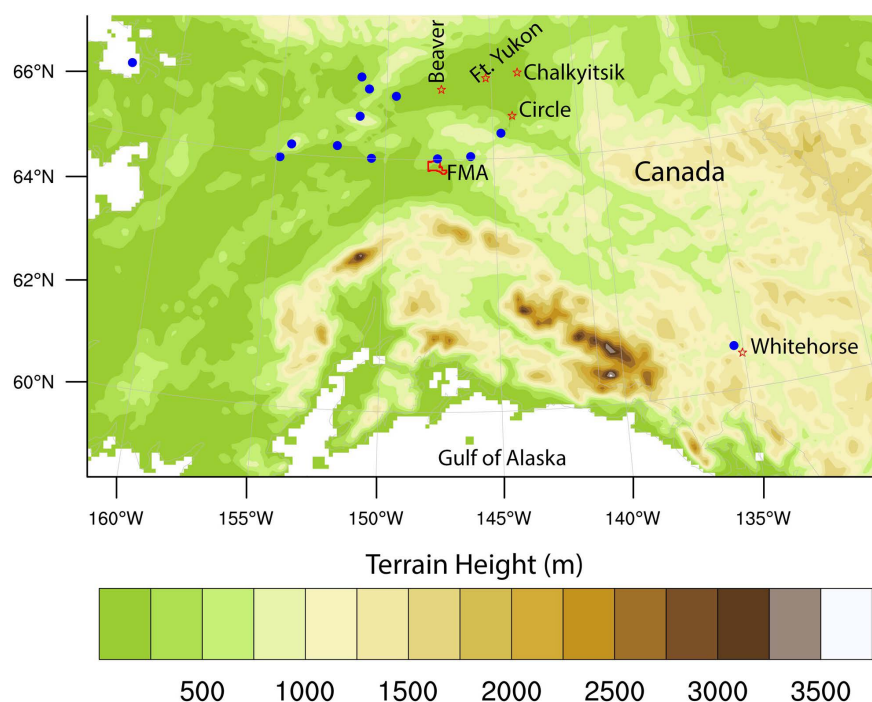 66°N
64°N
62°N
60°N
Beaver
Ft. Yukon
Chalkyitsik
Circle
FMA
Canada
Whitehorse
Gulf of Alaska
160°W 155°W 150°W 145°W 140°W 135°W
Terrain Height (m)
500 1000 1500 2000 2500 3000 3500